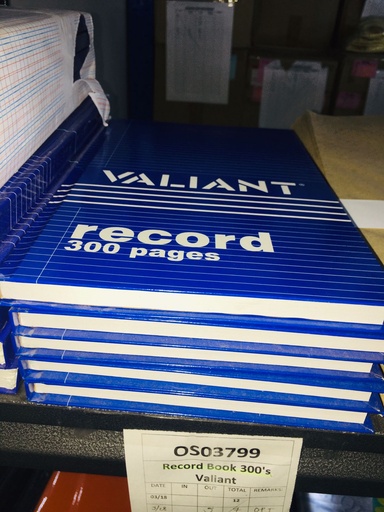 VALIANT
record
300 pages
OS03799
Record Book 300's
Valiant
DATE IN OUT TOTAL REMARKS